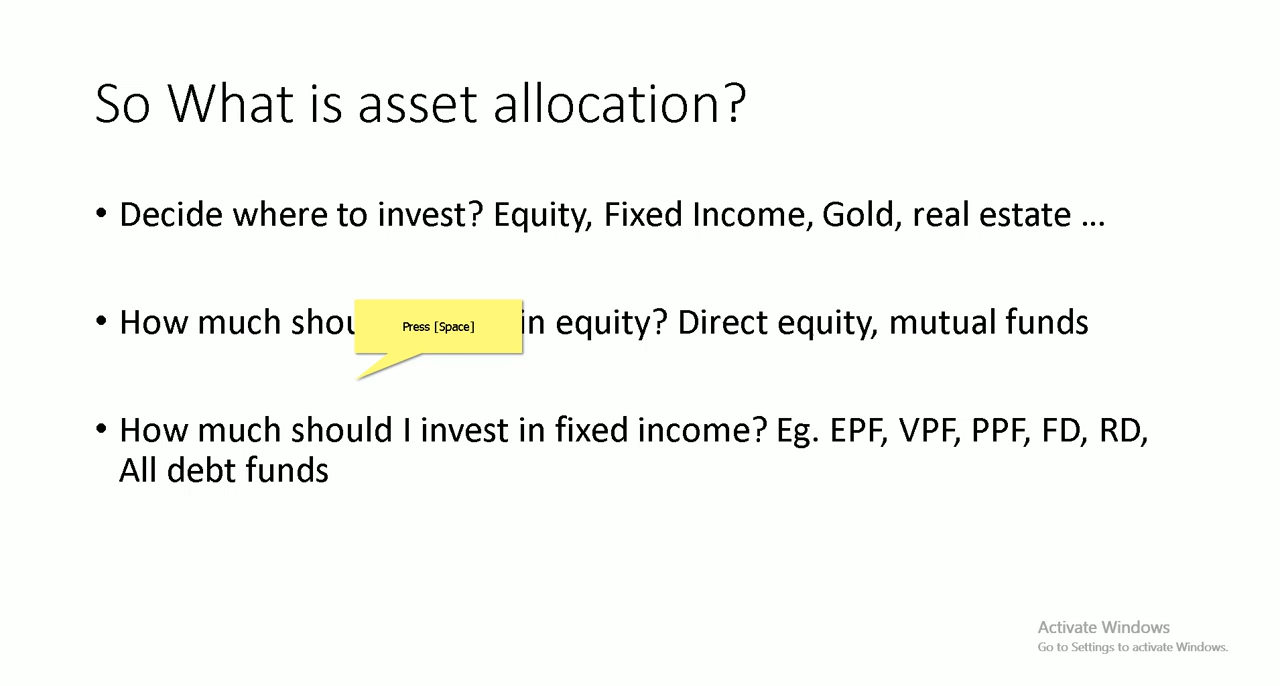 So What is asset allocation?
• Decide where to invest? Equity, Fixed Income, Gold, real estate ...
• How much shou in equity? Direct equity, mutual funds
Press [Space]
• How much should I invest in fixed income? Eg. EPF, VPF, PPF, FD, RD,
All debt funds
Activate Windows
Go to Settings to activate Windows.